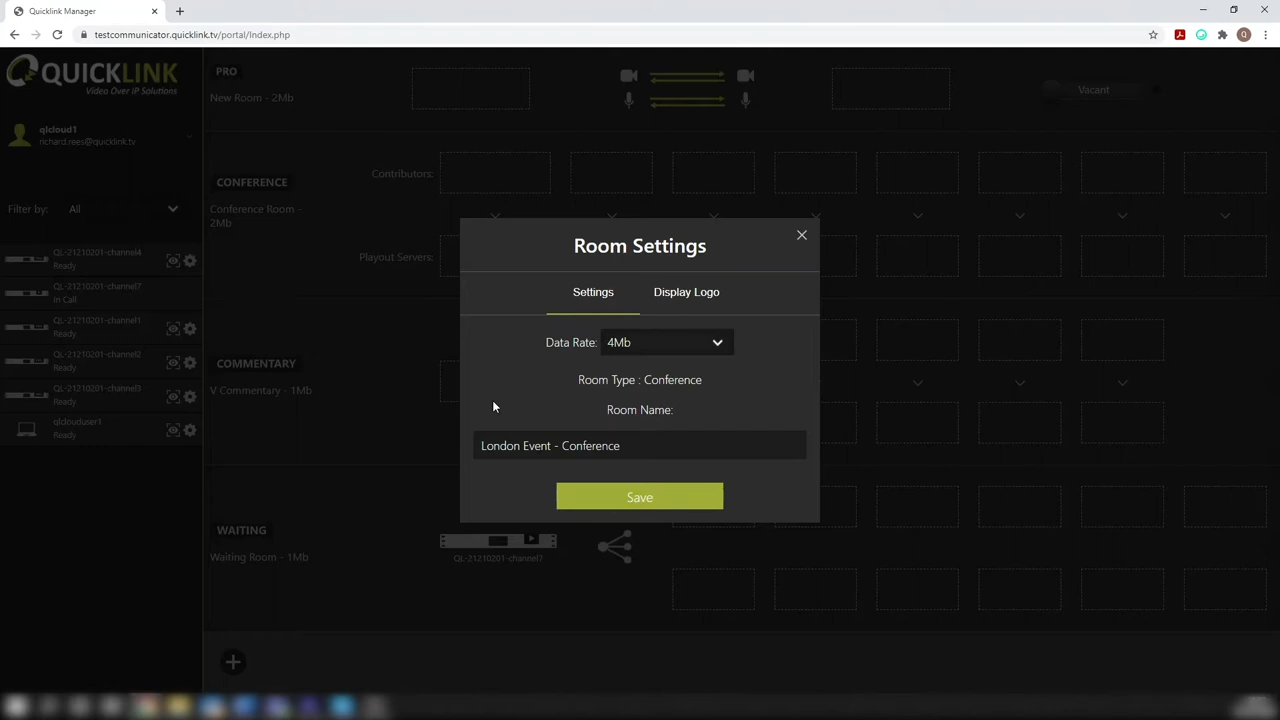 Quicklink Manager
testcommunicator.quicklink.tv/portal/Index.php
Q
QUICKLINK
Video Over IP Solutions
qlcloud1
richard.rees@quicklink.tv
Filter by: All
QL-21210201-channel4
Ready
QL-21210201-channel7
In Call
QL-21210201-channel1
Ready
QL-21210201-channel2
Ready
QL-21210201-channel3
Ready
qlclouduser1
Ready
PRO
New Room - 2Mb
Vacant
CONFERENCE
Conference Room -
2Mb
Contributors:
Playout Servers:
COMMENTARY
V Commentary - 1Mb
WAITING
Waiting Room - 1Mb
QL-21210201-channel7
Room Settings
Settings Display Logo
Data Rate: 4Mb
Room Type : Conference
Room Name:
London Event - Conference
Save